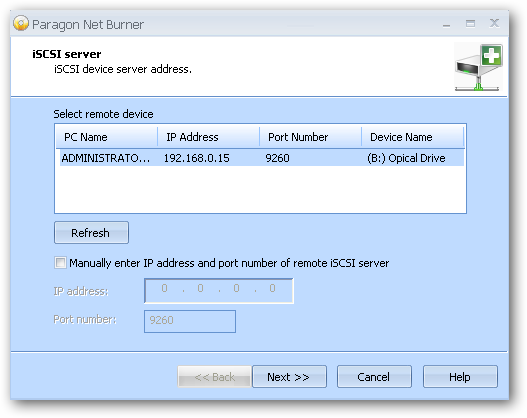 Paragon Net Burner
iSCSI server
iSCSI device server address.
Select remote device
PC Name IP Address Port Number Device Name
ADMINISTRATO... 192.168.0.15 9260 (B:) Opical Drive
Refresh
Manually enter IP address and port number of remote iSCSI server
IP address: 0 . 0 . 0 . 0
Port number: 9260
<< Back Next >> Cancel Help